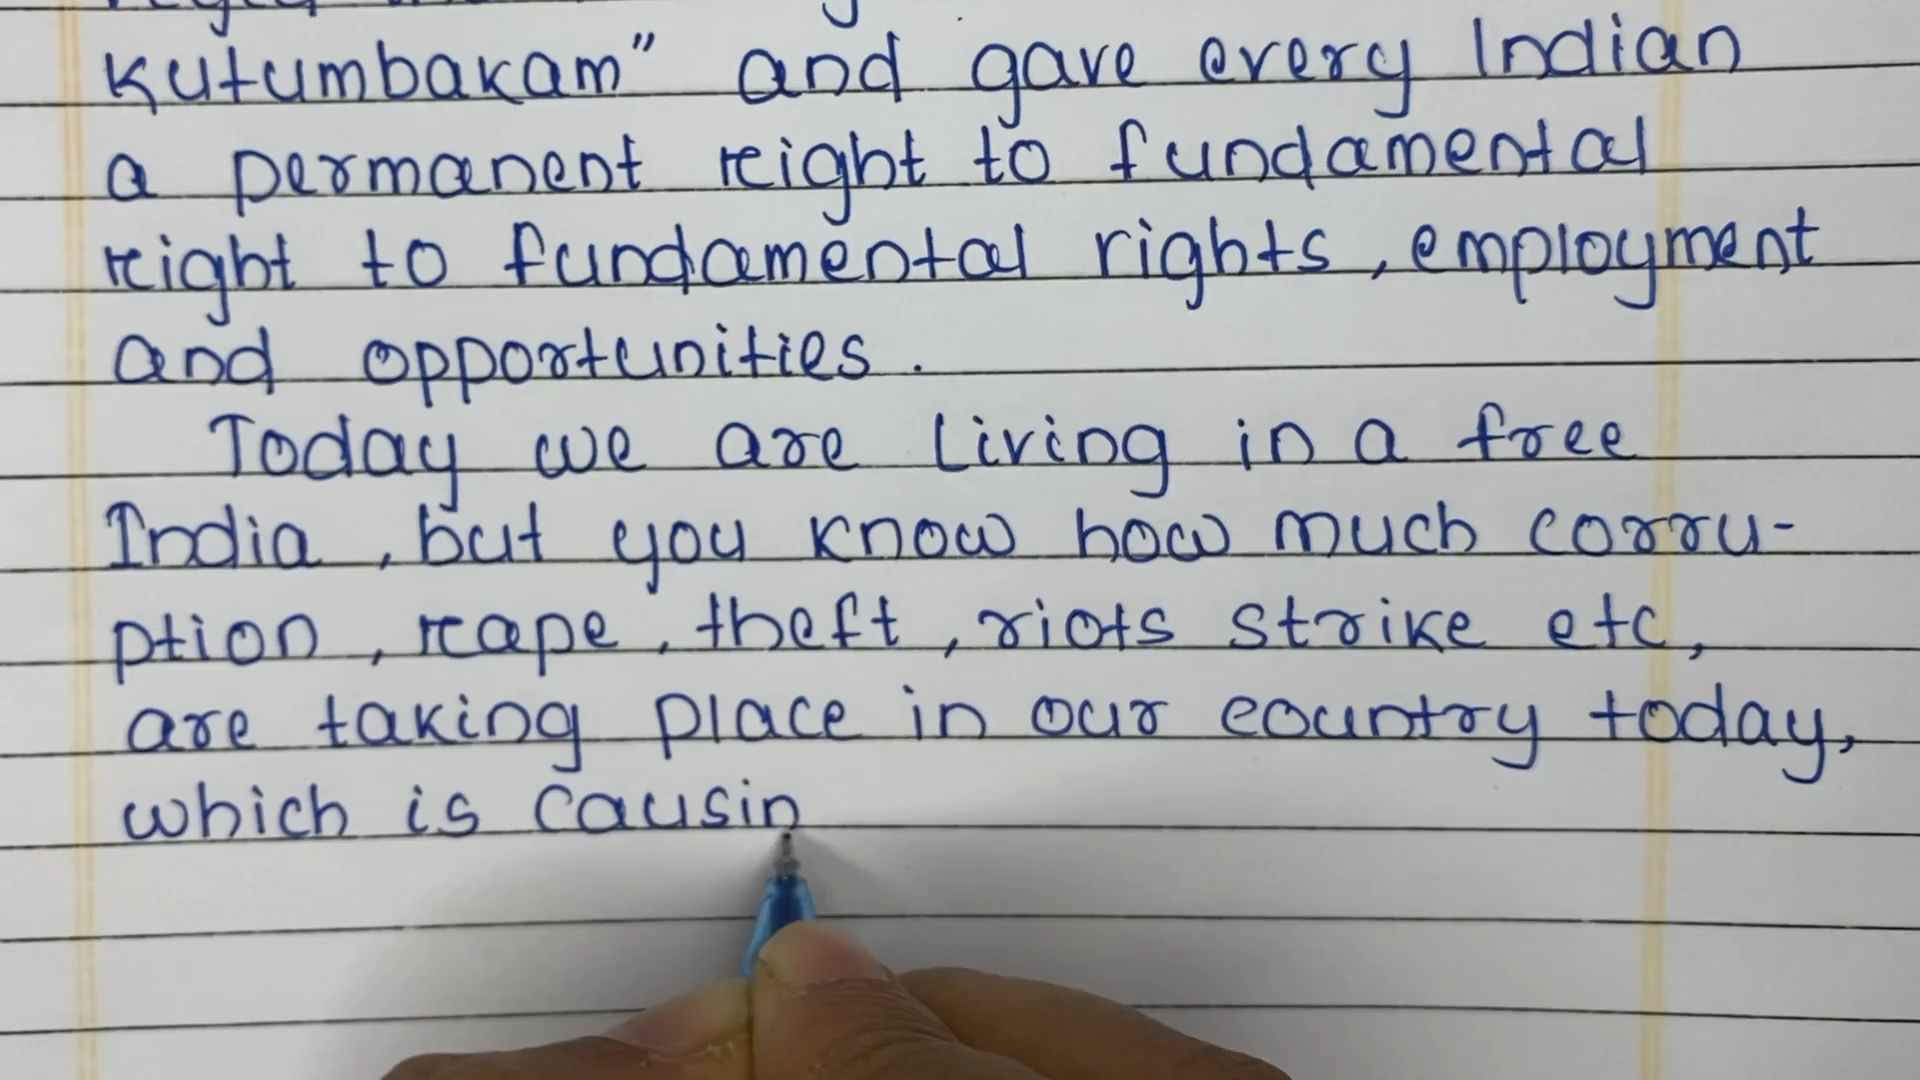 Kutumbakam" and gave every Indian
a permanent right to fundamental
right to fundamental rights, employment
and opportunities.
Today we are living in a free
India, but you know how much corru-
ption, rape, theft, riots strike etc,
are taking place in our country today,
which is causin